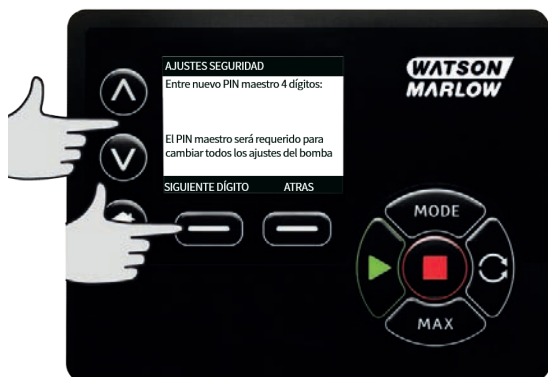 AJUSTES SEGURIDAD
Entre nuevo PIN maestro 4 dígitos:
El PIN maestro será requerido para
cambiar todos los ajustes del bomba
SIGUIENTE DÍGITO ATRAS
WATSON
MARLOW
MODE
MAX